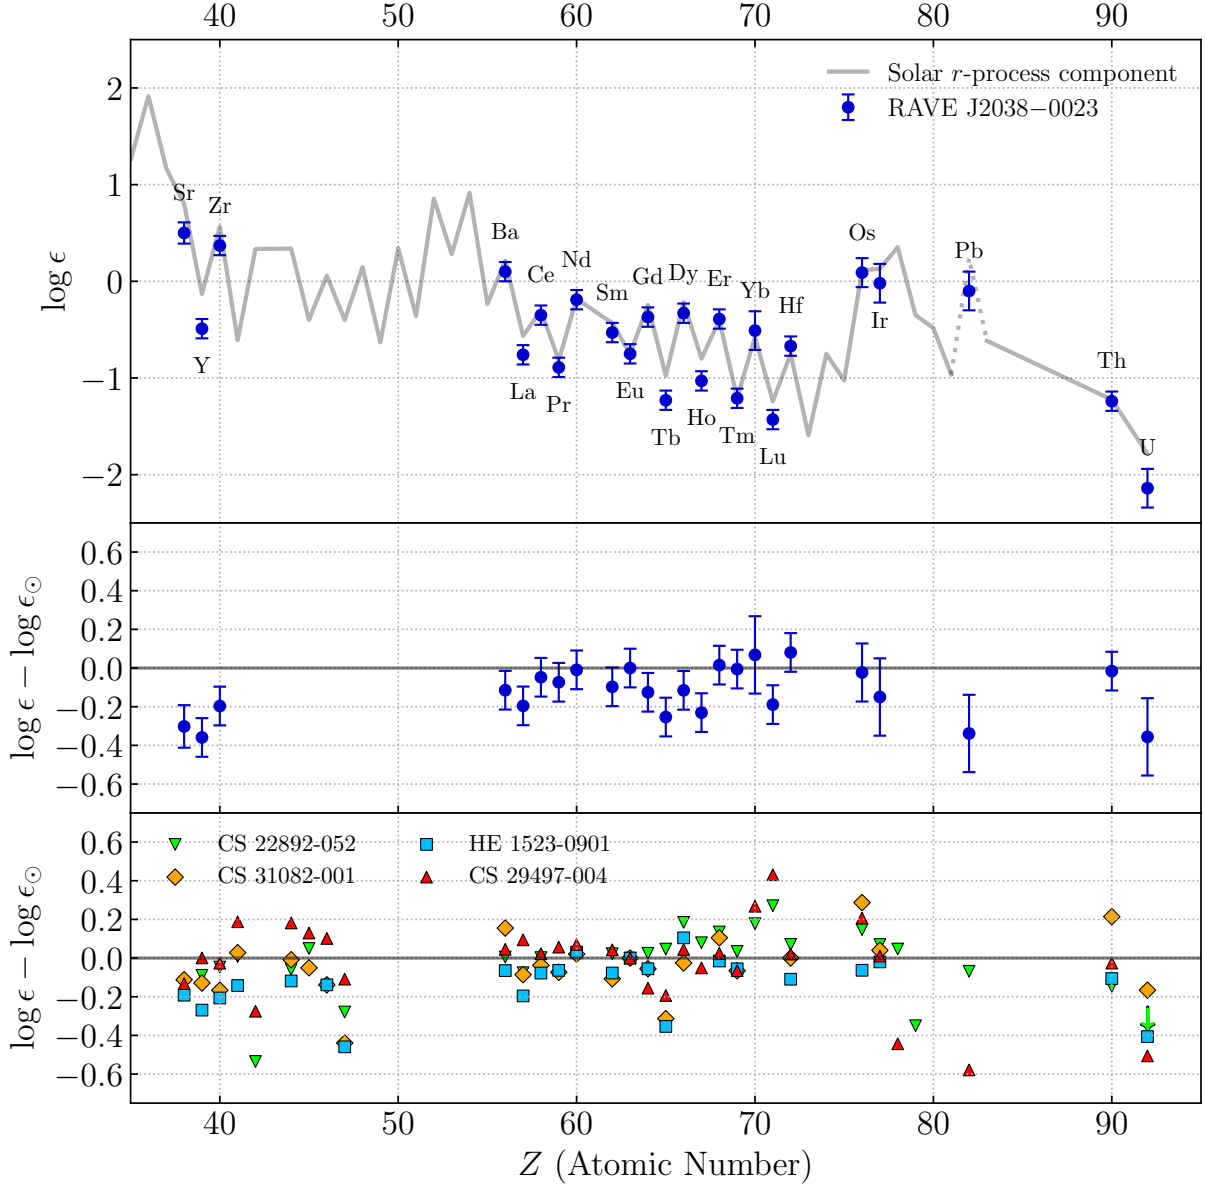 40 50 60 70 80 90
2
1
0
−1
−2
log ϵ
Solar r-process component
RAVE J2038−0023
Sr
Y
Zr
Ba
La
Ce
Pr
Nd
Sm
Eu
Gd
Tb
Dy
Ho
Er
Tm
Yb
Lu
Hf
Os
Ir
Pb
Th
U
0.6
0.4
0.2
0.0
−0.2
−0.4
−0.6
log ϵ − log ϵ⊙
0.6
0.4
0.2
0.0
−0.2
−0.4
−0.6
log ϵ − log ϵ⊙
CS 22892-052 HE 1523-0901
CS 31082-001 CS 29497-004
40 50 60 70 80 90
Z (Atomic Number)